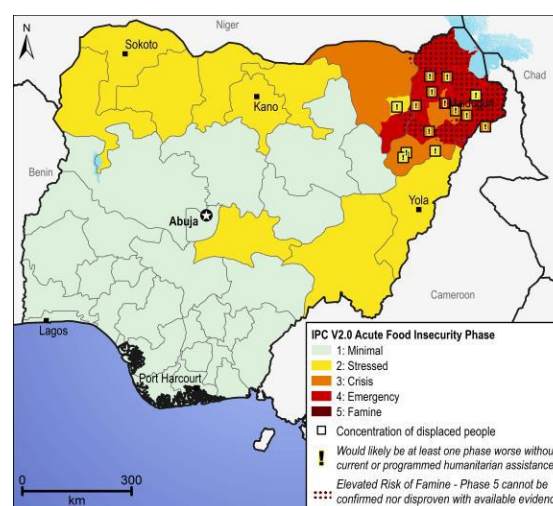 N
Niger
Sokoto
Kano
Chad
Benin
Abuja
Yola
Cameroon
Lagos
Port Harcourt
0
300
km
IPC V2.0 Acute Food Insecurity Phase
1: Minimal
2: Stressed
3: Crisis
4: Emergency
5: Famine
Concentration of displaced people
! Would likely be at least one phase worse withou
current or programmed humanitarian assistance
Elevated Risk of Famine - Phase 5 cannot be
confirmed nor disproven with available evidenc